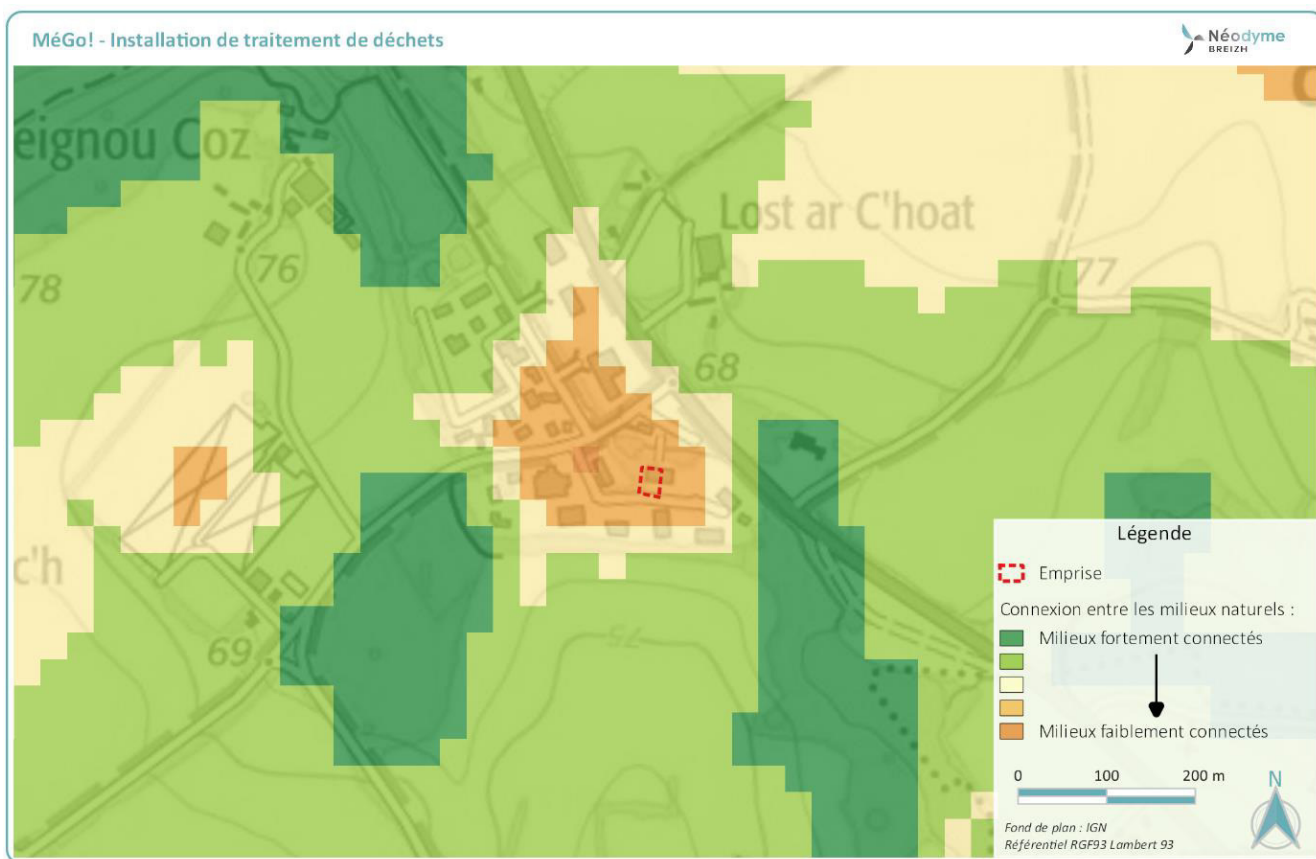 MéGo! - Installation de traitement de déchets
Néodyme
BREIZH
eignou Coz
Lost ar C'hoat
76
78
77
68
c'h
69
75
Légende
Emprise
Connexion entre les milieux naturels :
Milieux fortement connectés
Milieux faiblement connectés
0 100 200 m
N
Fond de plan : IGN
Référentiel RGF93 Lambert 93